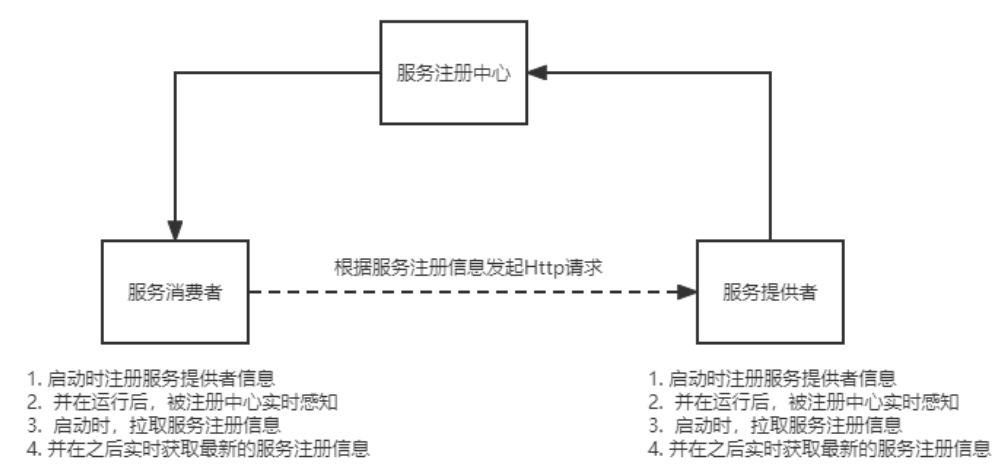 服务注册中心
根据服务注册信息发起Http请求
服务消费者
服务提供者
1. 启动时注册服务提供者信息
2. 并在运行后，被注册中心实时感知
3. 启动时，拉取服务注册信息
4. 并在之后实时获取最新的服务注册信息
1. 启动时注册服务提供者信息
2. 并在运行后，被注册中心实时感知
3. 启动时，拉取服务注册信息
4. 并在之后实时获取最新的服务注册信息